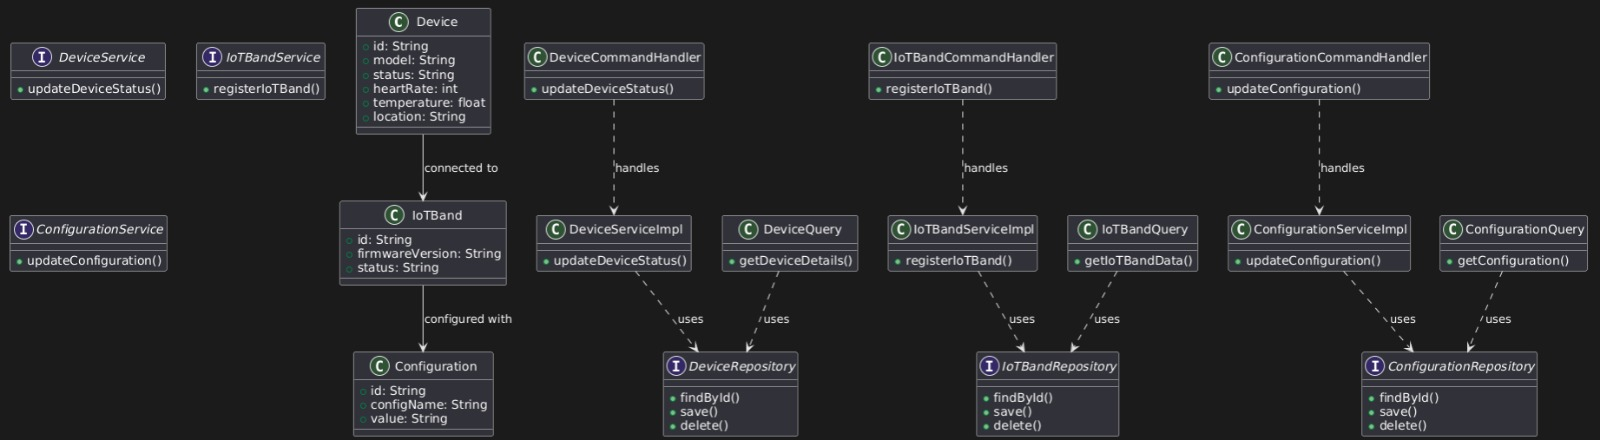 I DeviceService
updateDeviceStatus()
I IoTBandService
registerIoTBand()
C Device
id: String
model: String
status: String
heartRate: int
temperature: float
location: String
C DeviceCommandHandler
updateDeviceStatus()
C IoTBandCommandHandler
registerIoTBand()
C ConfigurationCommandHandler
updateConfiguration()
connected to
handles
handles
handles
I ConfigurationService
updateConfiguration()
C IoTBand
id: String
firmwareVersion: String
status: String
C DeviceServiceImpl
updateDeviceStatus()
C DeviceQuery
getDeviceDetails()
C IoTBandServiceImpl
registerIoTBand()
C IoTBandQuery
getIoTBandData()
C ConfigurationServiceImpl
updateConfiguration()
C ConfigurationQuery
getConfiguration()
configured with
uses
uses
uses
uses
uses
uses
C Configuration
id: String
configName: String
value: String
I DeviceRepository
findById()
save()
delete()
I IoTBandRepository
findById()
save()
delete()
I ConfigurationRepository
findById()
save()
delete()